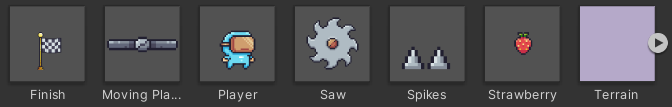 Finish
Moving Pla...
Player
Saw
Spikes
Strawberry
Terrain